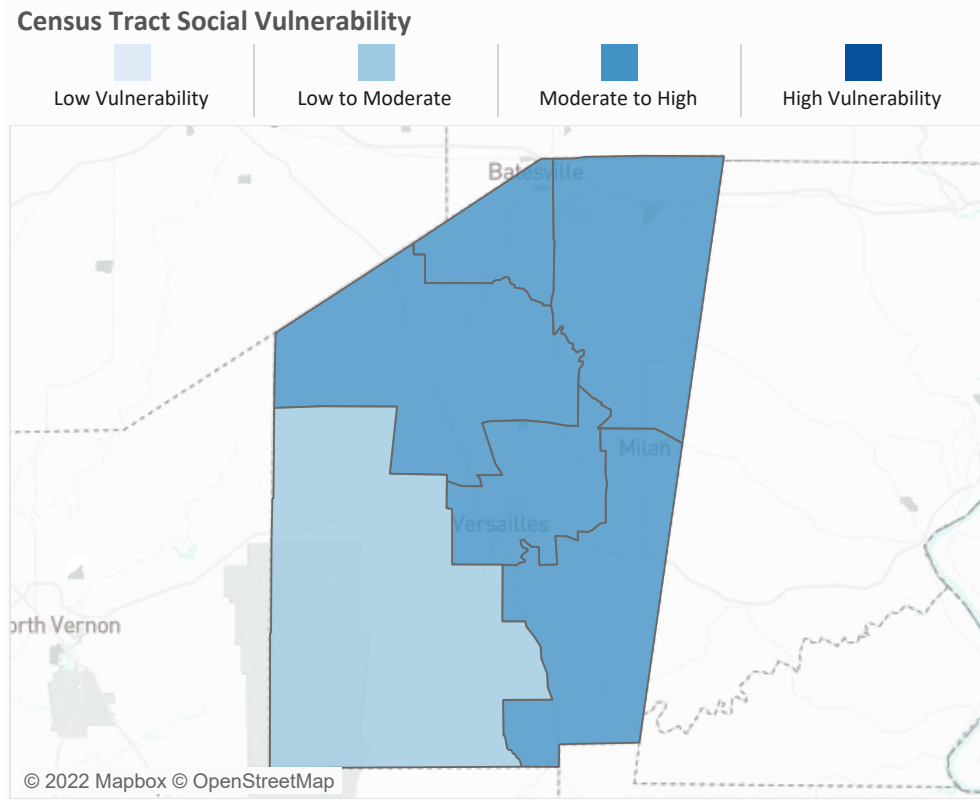 Census Tract Social Vulnerability
Low Vulnerability
Low to Moderate
Moderate to High
High Vulnerability
Batesville
Milan
Versailles
orth Vernon
© 2022 Mapbox © OpenStreetMap